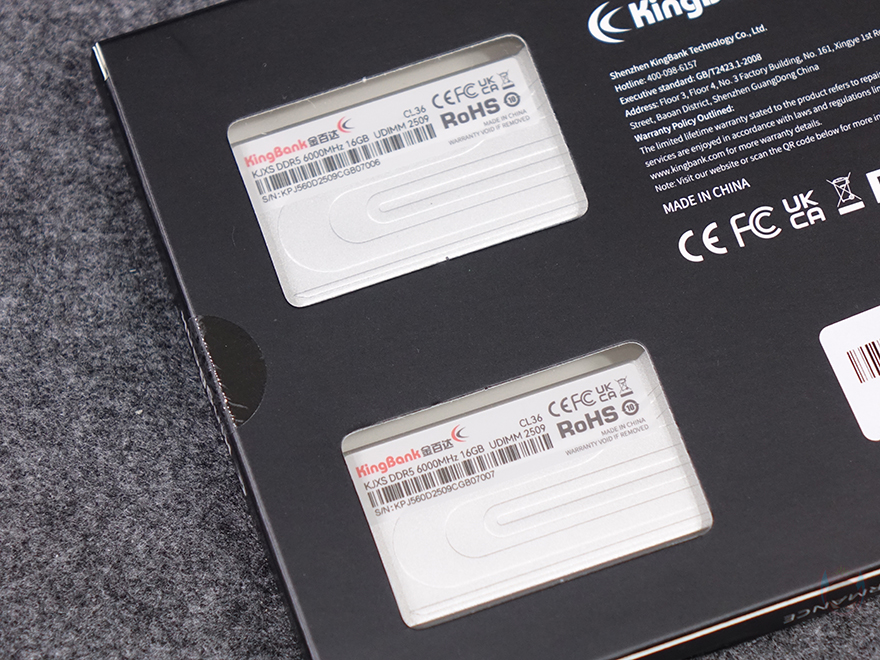 KingBank
Shenzhen KingBank Technology Co., Ltd.
Hotline: 400-098-6157
Executive standard: GB/T2423.1-2008
Address: Floor 3, Floor 4, No. 3 Factory Building, No. 161, Xingye 1st
Street, Baoan District, Shenzhen GuangDong China
Warranty Policy Outlined:
The limited lifetime warranty stated to the product refers to repair
services are enjoyed in accordance with laws and regulations
www.kingbank.com for more warranty details.
Note: Visit our website or scan the QR code below for more
MADE IN CHINA
CE FC UK CA
KingBank 金百达
CL36
KJXS DDR5 6000MHz 16GB UDIMM 2509
S/N: KPJ560D2509CGB07006
CE FC UK CA
RoHS 10
MADE IN CHINA
WARRANTY VOID IF REMOVED
KingBank 金百达
CL36
KJXS DDR5 6000MHz 16GB UDIMM 2509
S/N: KPJ560D2509CGB07007
CE FC UK CA
RoHS 10
MADE IN CHINA
WARRANTY VOID IF REMOVED